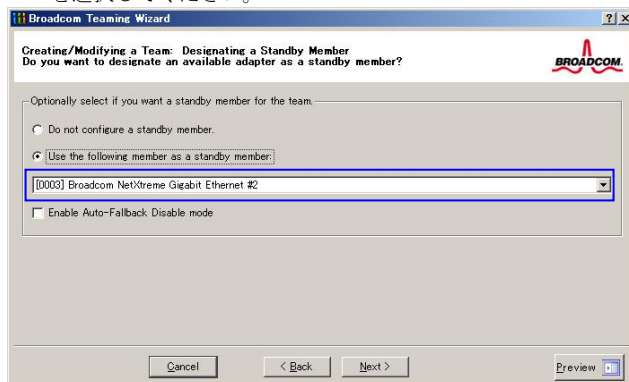 を選択してください。
Broadcom Teaming Wizard
Creating/Modifying a Team: Designating a Standby Member
Do you want to designate an available adapter as a standby member?
BROADCOM.
Optionally select if you want a standby member for the team.
Do not configure a standby member.
Use the following member as a standby member:
[0003] Broadcom NetXtreme Gigabit Ethernet #2
Enable Auto-Fallback Disable mode
Cancel
< Back
Next >
Preview